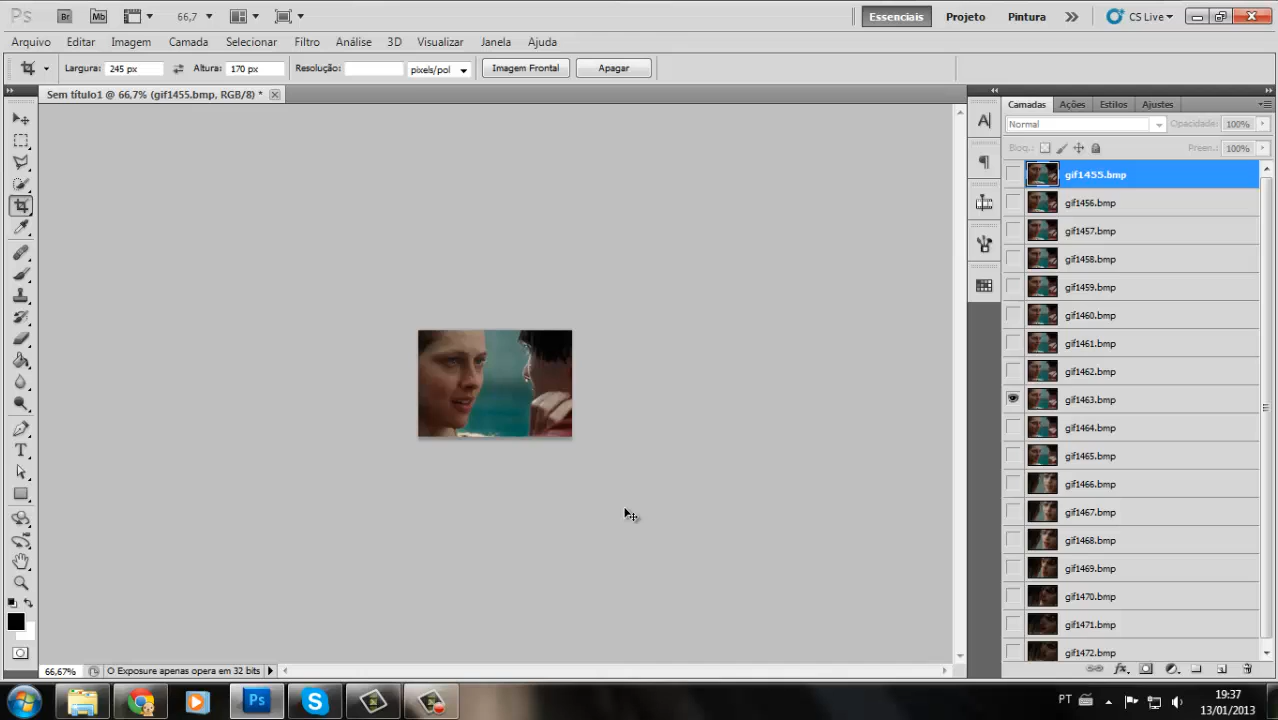 Ps Br Mb 66,7 Essenciais Projeto Pintura CS Live
Arquivo Editar Imagem Camada Selecionar Filtro Análise 3D Visualizar Janela Ajuda
Largura: 245 px Altura: 170 px Resolução: pixels/pol Imagem Frontal Apagar
Sem título1 @ 66,7% (gif1455.bmp, RGB/8) *
Camadas Ações Estilos Ajustes
Normal Opacidade: 100%
Bloq.: Preen.: 100%
gif1455.bmp
gif1456.bmp
gif1457.bmp
gif1458.bmp
gif1459.bmp
gif1460.bmp
gif1461.bmp
gif1462.bmp
gif1463.bmp
gif1464.bmp
gif1465.bmp
gif1466.bmp
gif1467.bmp
gif1468.bmp
gif1469.bmp
gif1470.bmp
gif1471.bmp
gif1472.bmp
66,67% Exposure apenas opera em 32 bits
Ps PT 19:37
13/01/2013